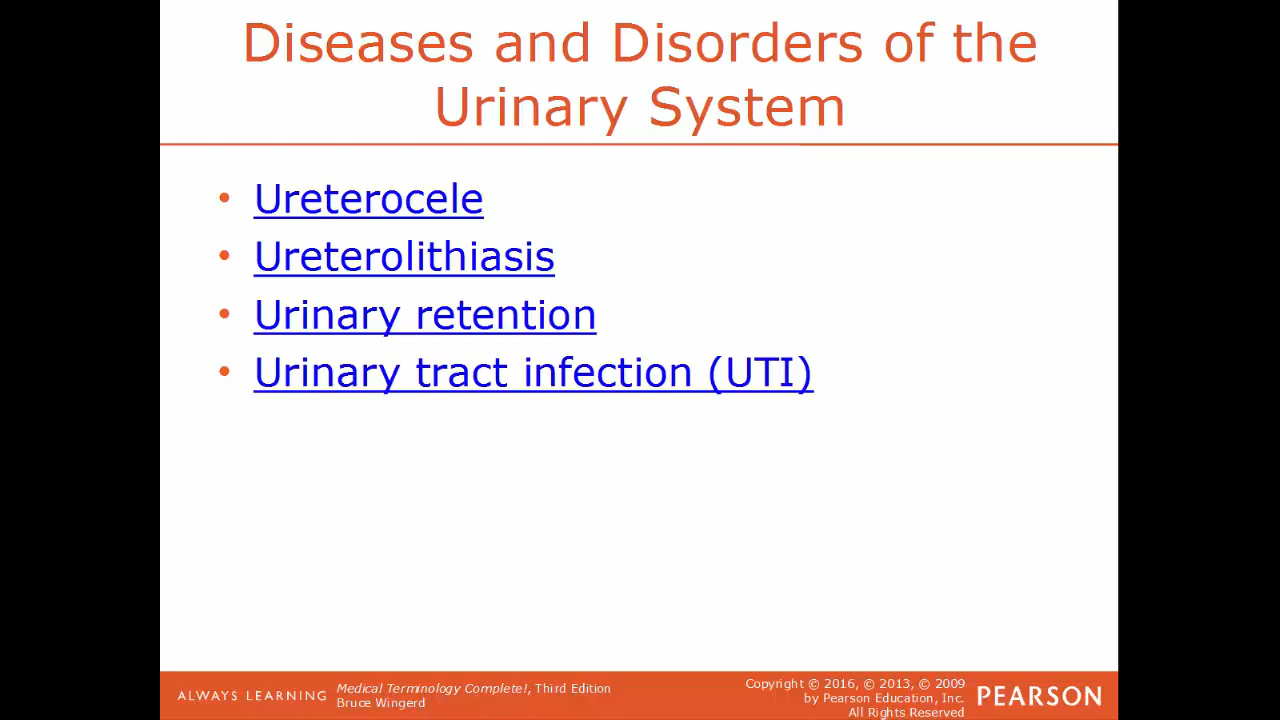 Diseases and Disorders of the
Urinary System
• Ureterocele
• Ureterolithiasis
• Urinary retention
• Urinary tract infection (UTI)
ALWAYS LEARNING
Medical Terminology Complete!, Third Edition
Bruce Wingerd
Copyright © 2016, © 2013, © 2009
by Pearson Education, Inc.
All Rights Reserved
PEARSON